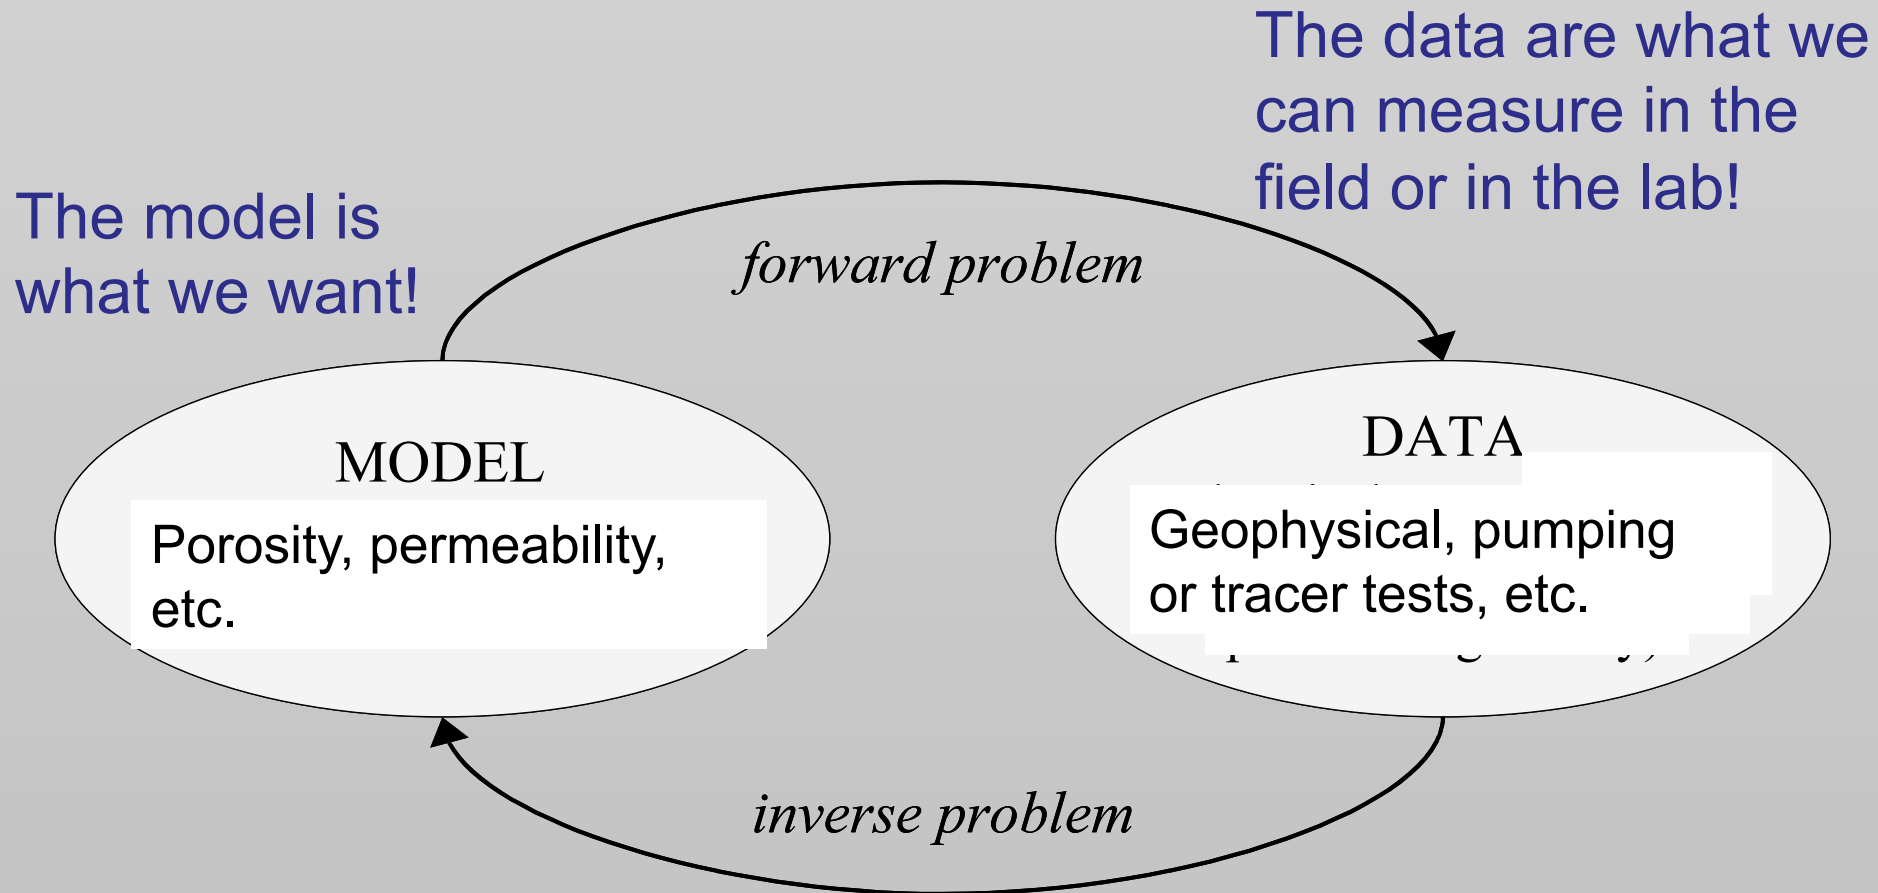 The data are what we
can measure in the
field or in the lab!
The model is
what we want!
forward problem
MODEL
Porosity, permeability,
etc.
DATA
Geophysical, pumping
or tracer tests, etc.
inverse problem